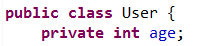 public class User {
    private int age;